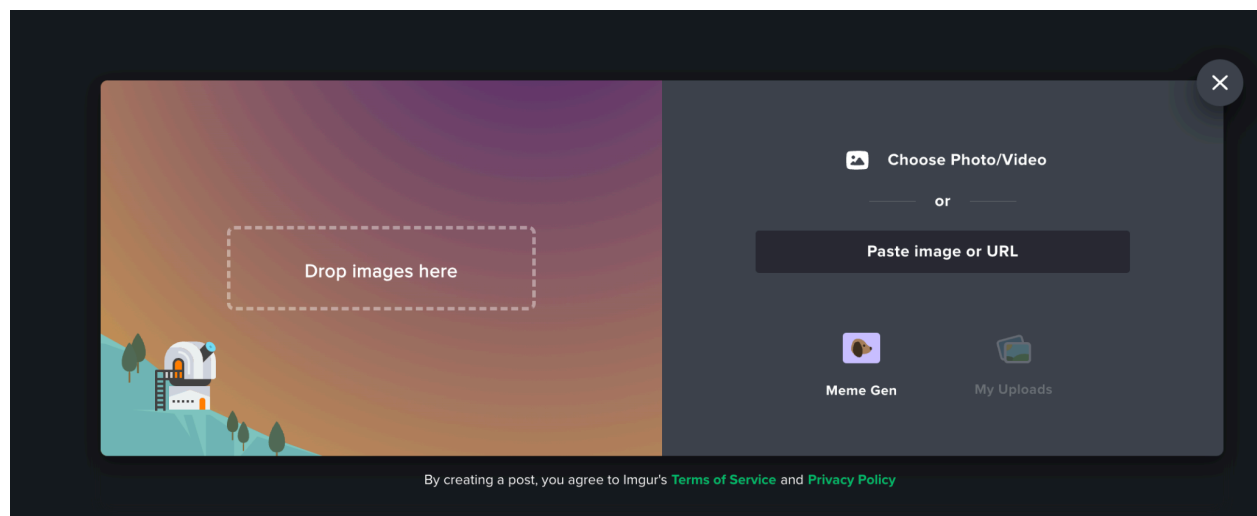 Drop images here
Choose Photo/Video
or
Paste image or URL
Meme Gen
My Uploads
By creating a post, you agree to Imgur's Terms of Service and Privacy Policy